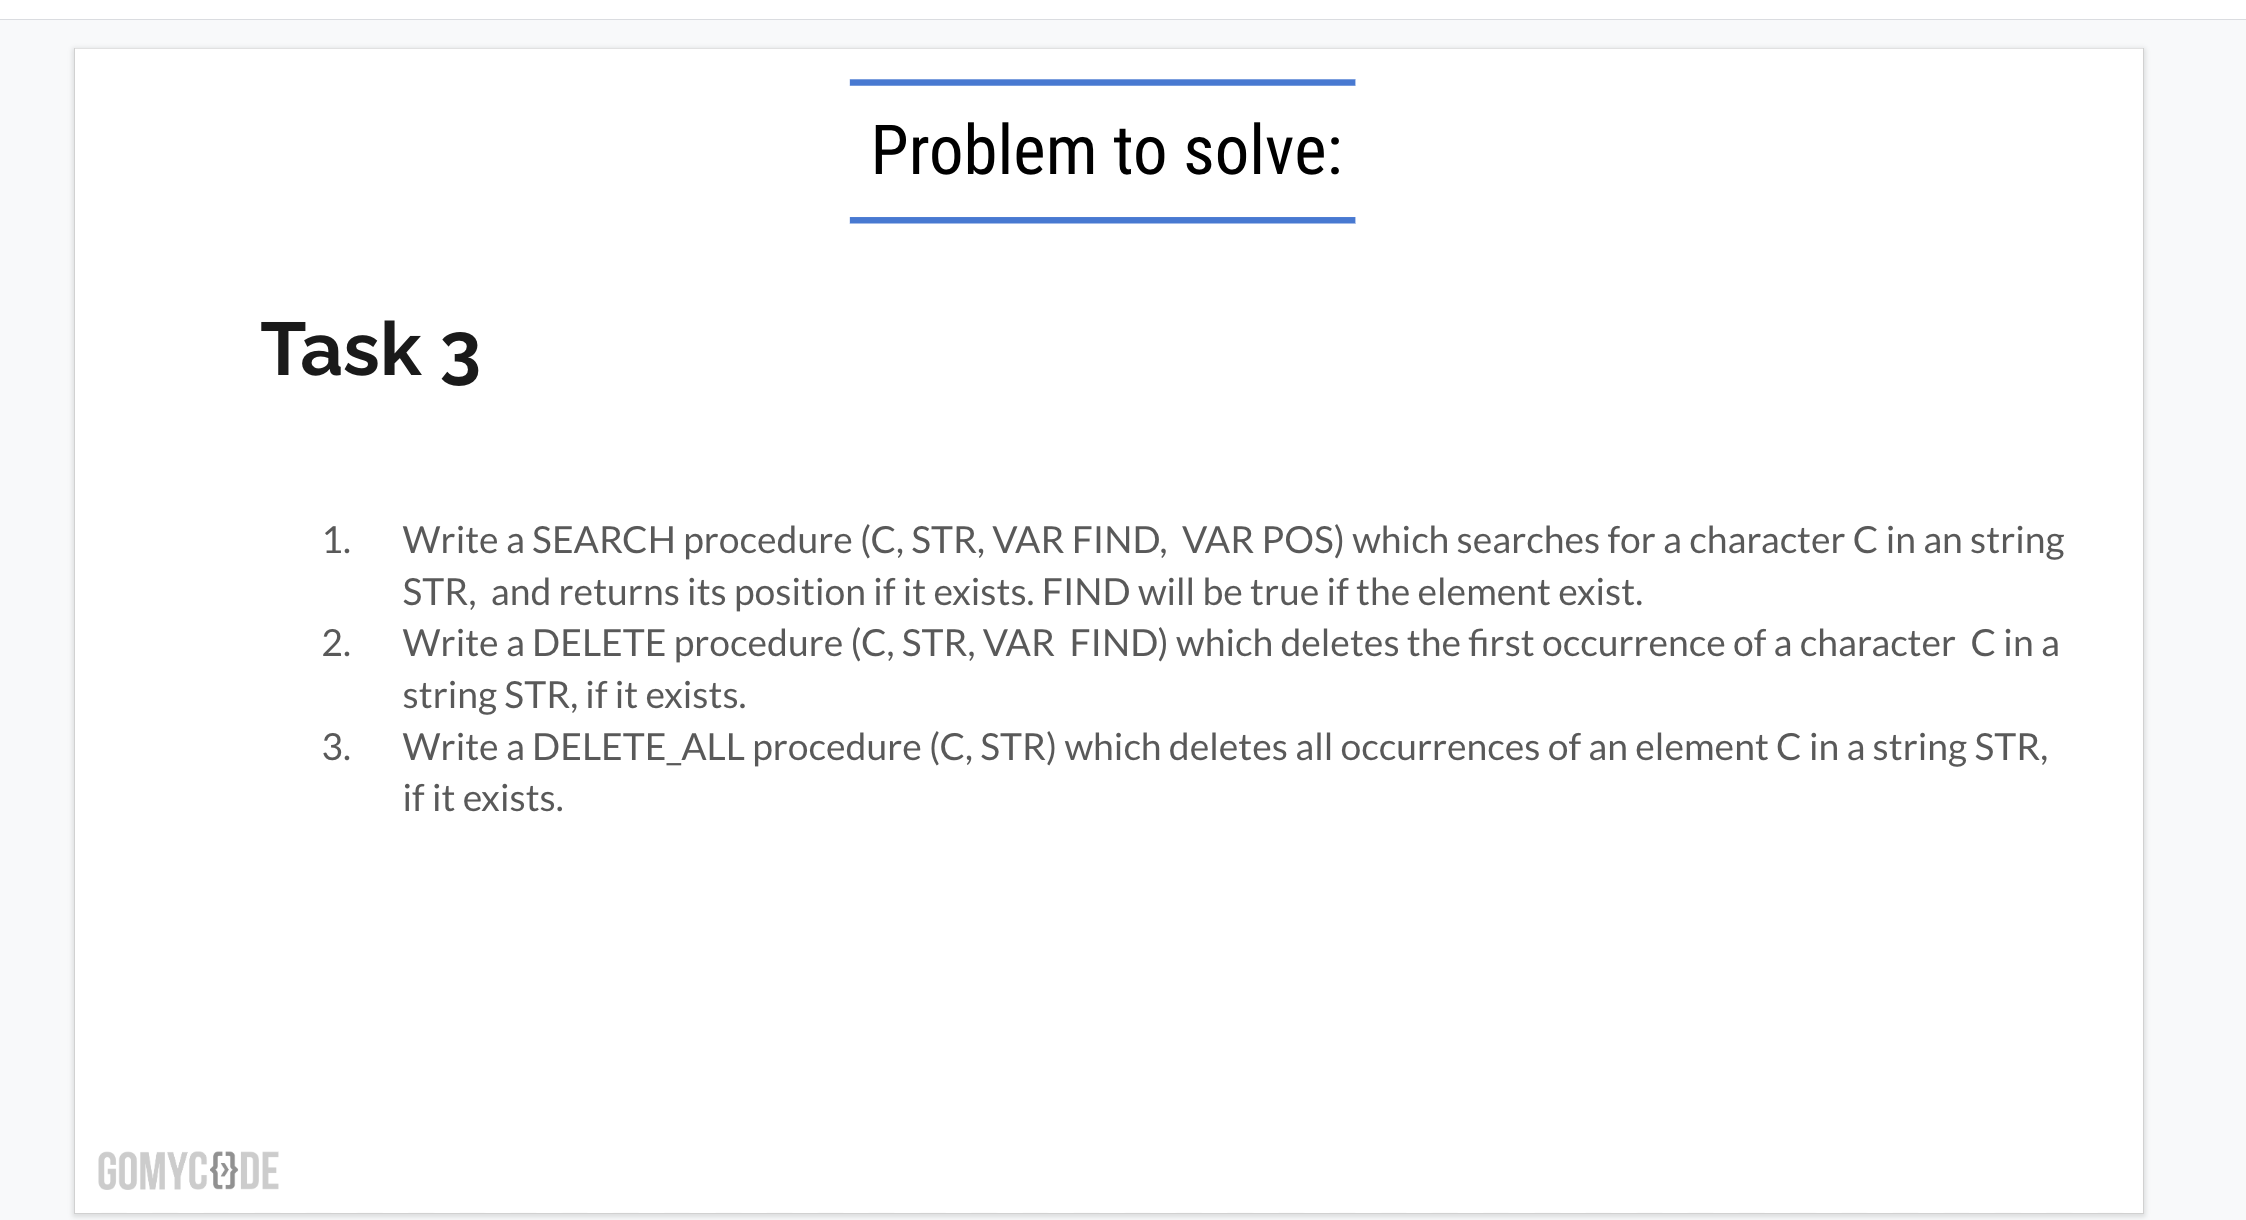 Problem to solve:
Task 3
1. Write a SEARCH procedure (C, STR, VAR FIND,  VAR POS) which searches for a character C in an string
STR,  and returns its position if it exists. FIND will be true if the element exist.
2. Write a DELETE procedure (C, STR, VAR  FIND) which deletes the first occurrence of a character  C in a
string STR, if it exists.
3. Write a DELETE_ALL procedure (C, STR) which deletes all occurrences of an element C in a string STR,
if it exists.
GOMYC{}DE